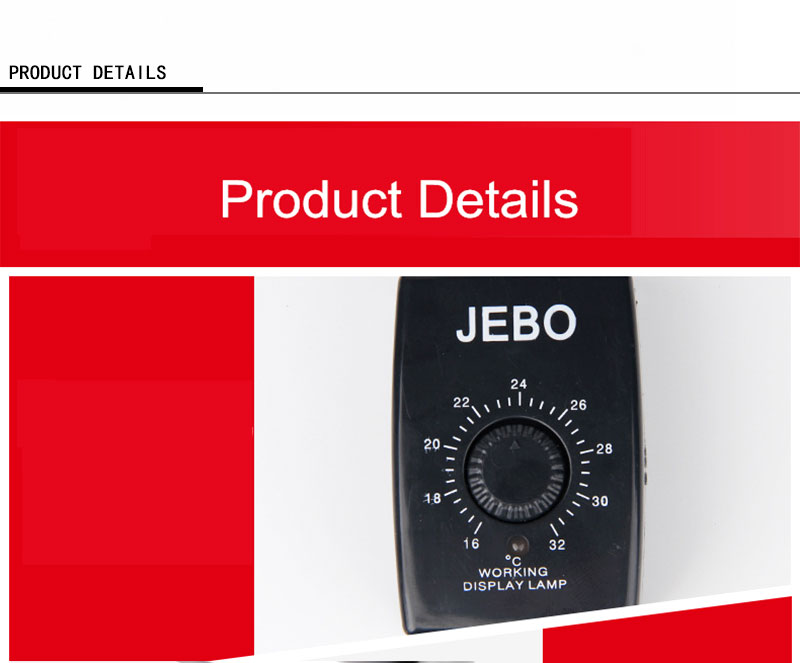 PRODUCT DETAILS
Product Details
JEBO
24
22
26
20
28
18
30
16
32
°C
WORKING
DISPLAY LAMP